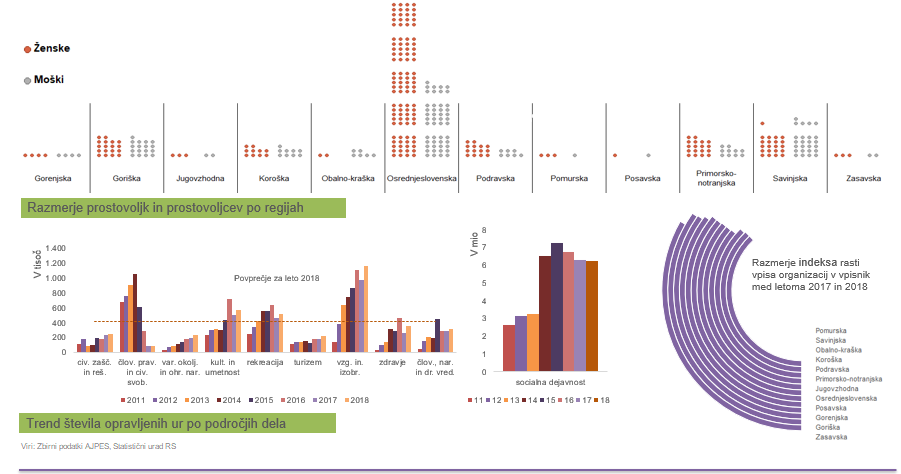 Ženske
Moški
Gorenjska
Goriška
Jugovzhodna
Koroška
Obalno-kraška
Osrednjeslovenska
Podravska
Pomurska
Posavska
Primorsko-
notranjska
Savinjska
Zasavska
Razmerje prostovoljk in prostovoljcev po regijah
V tisoč
1.400
1.200
1.000
800
600
400
200
0
Povprečje za leto 2018
civ. zašč.
in reš.
člov. prav.
in civ.
svob.
var. okolj.
in ohr. nar.
kult. in
umetnost
rekreacija
turizem
vzg. in.
izobr.
zdravje
člov., nar.
in dr. vred.
2011 2012 2013 2014 2015 2016 2017 2018
V mio
8
7
6
5
4
3
2
1
0
socialna dejavnost
11 12 13 14 15 16 17 18
Razmerje indeksa rasti
vpisa organizacij v vpisnik
med letoma 2017 in 2018
Pomurska
Savinjska
Obalno-kraška
Koroška
Podravska
Primorsko-notranjska
Jugovzhodna
Osrednjeslovenska
Posavska
Gorenjska
Goriška
Zasavska
Trend števila opravljenih ur po področjih dela
Viri: Zbirni podatki AJPES, Statistični urad RS